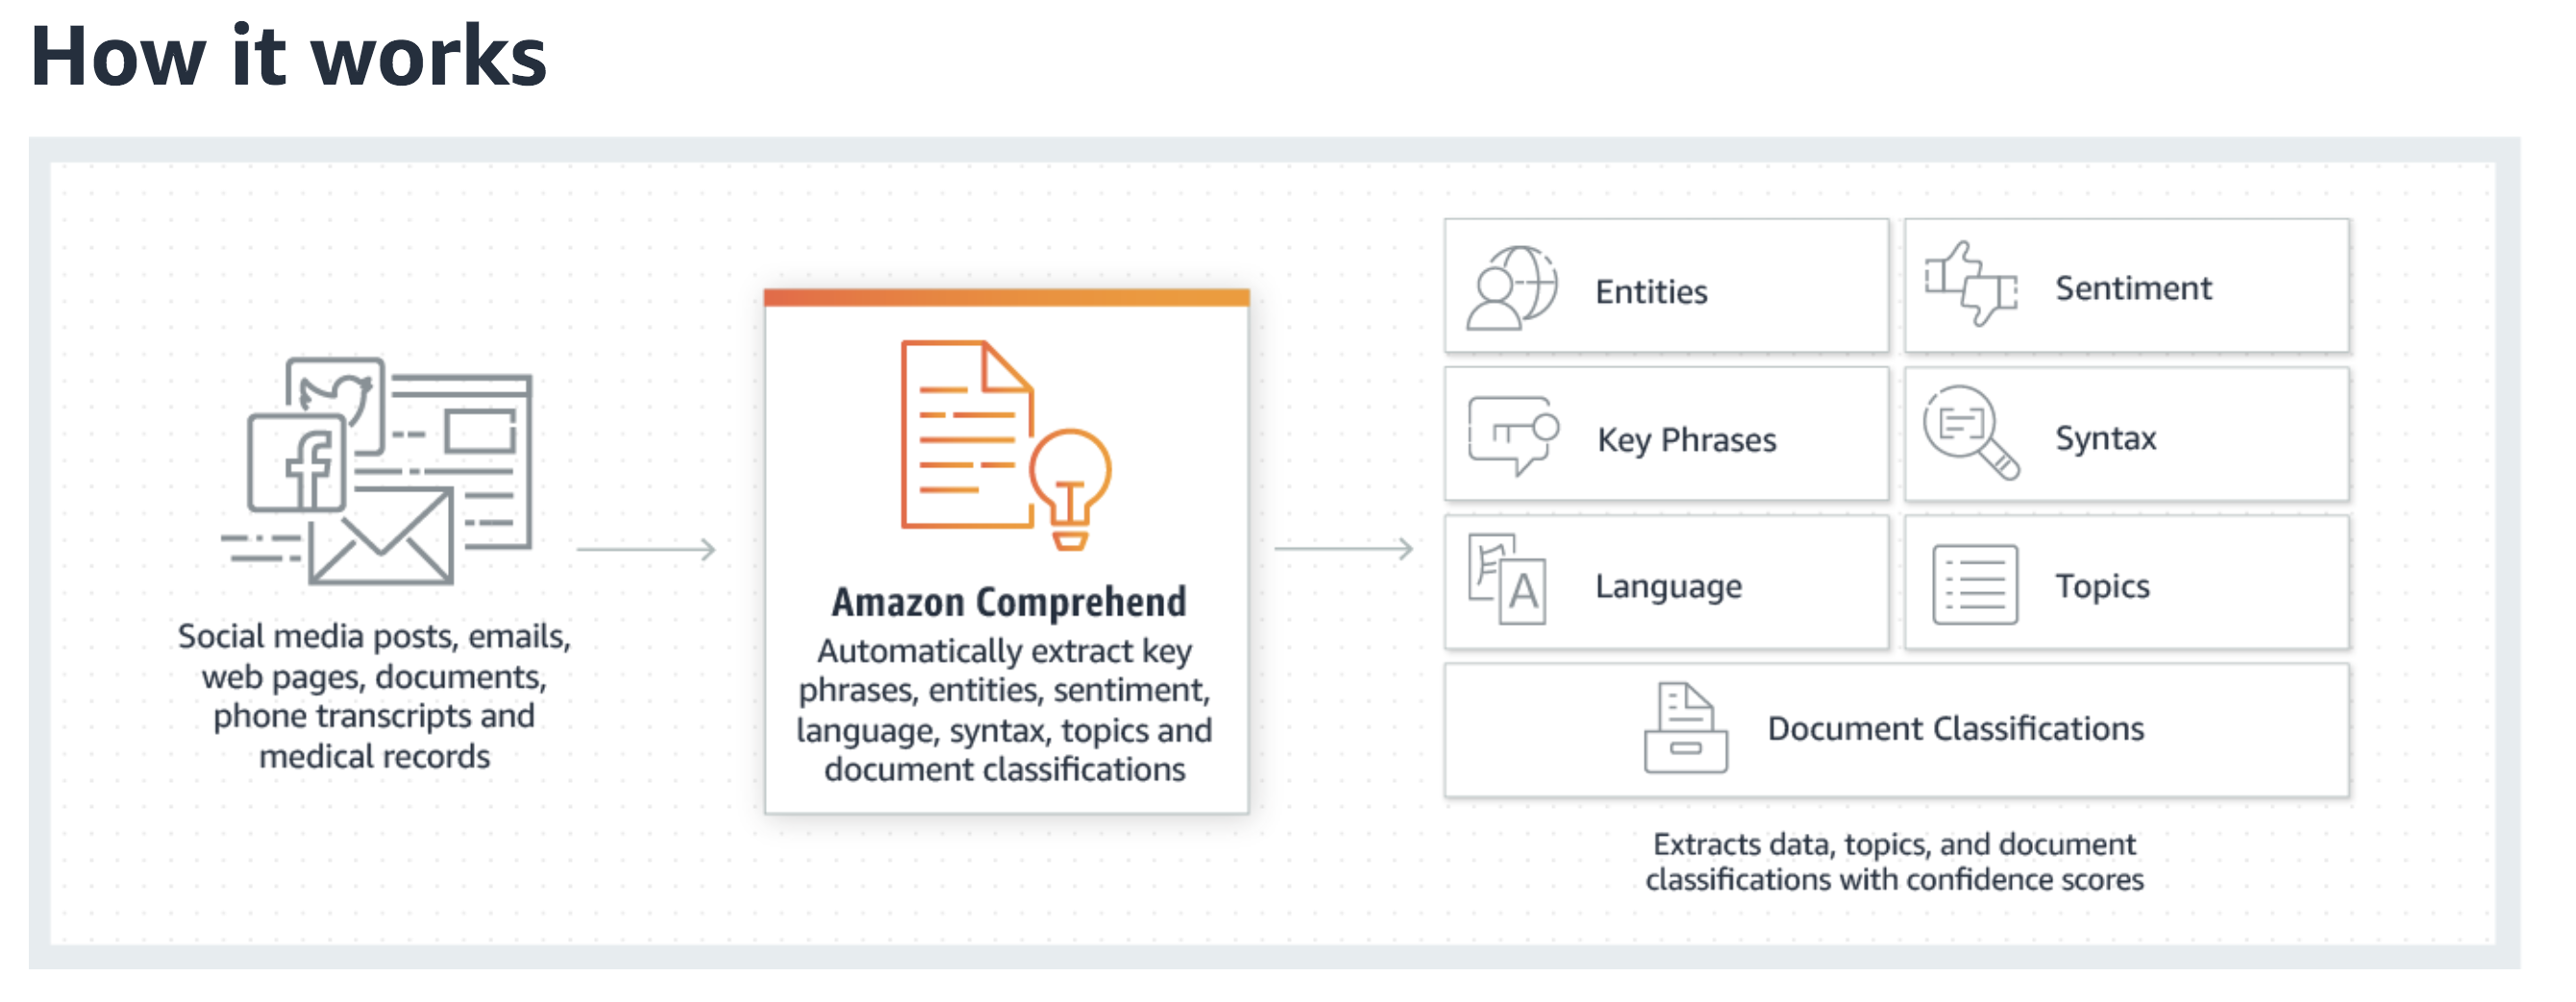 How it works
Social media posts, emails,
web pages, documents,
phone transcripts and
medical records
Amazon Comprehend
Automatically extract key
phrases, entities, sentiment,
language, syntax, topics and
document classifications
Entities
Sentiment
Key Phrases
Syntax
Language
Topics
Document Classifications
Extracts data, topics, and document
classifications with confidence scores